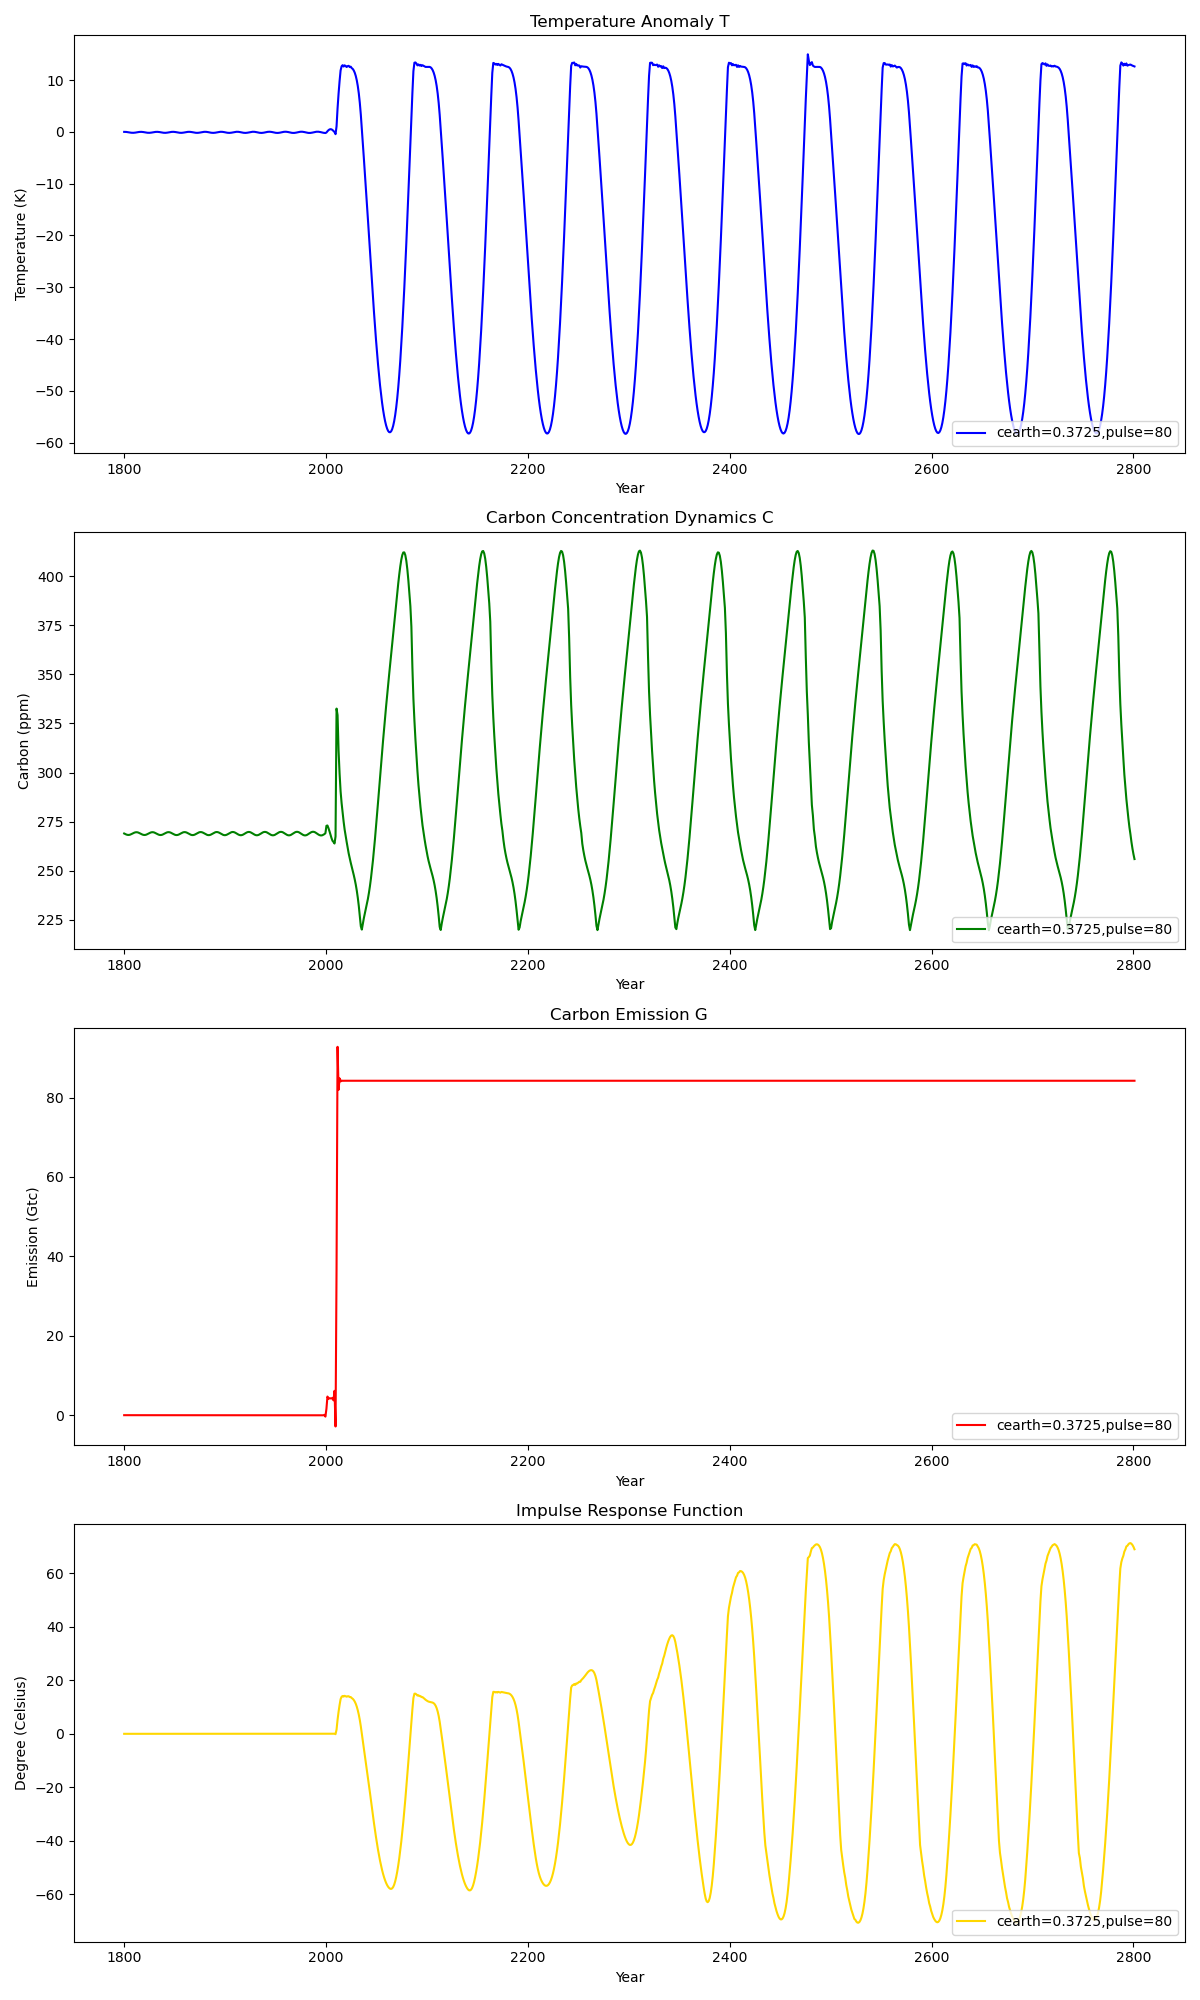 Temperature Anomaly T
10
0
−10
−20
−30
−40
−50
−60
Temperature (K)
cearth=0.3725,pulse=80
1800 2000 2200 2400 2600 2800
Year
Carbon Concentration Dynamics C
400
375
350
325
300
275
250
225
Carbon (ppm)
cearth=0.3725,pulse=80
1800 2000 2200 2400 2600 2800
Year
Carbon Emission G
80
60
40
20
0
Emission (Gtc)
cearth=0.3725,pulse=80
1800 2000 2200 2400 2600 2800
Year
Impulse Response Function
60
40
20
0
−20
−40
−60
Degree (Celsius)
cearth=0.3725,pulse=80
1800 2000 2200 2400 2600 2800
Year